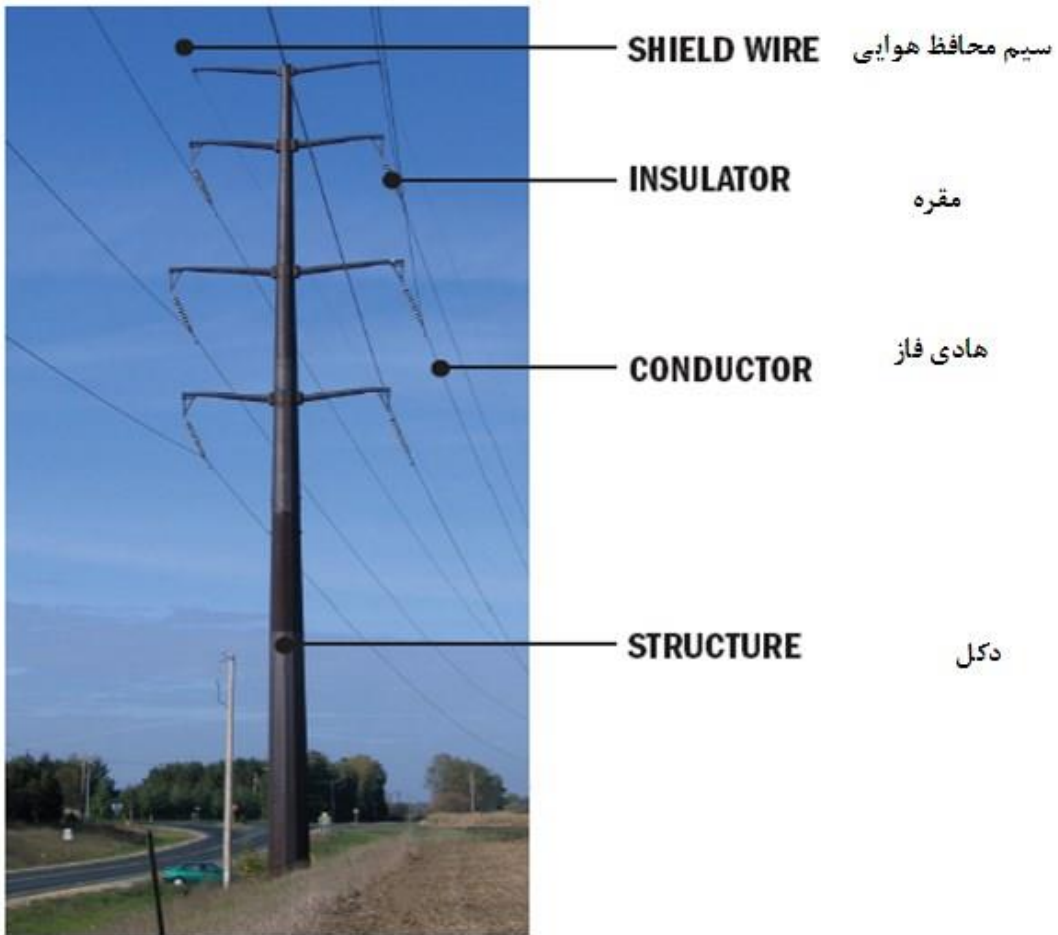 SHIELD WIRE سیم محافظ هوایی
INSULATOR مقره
CONDUCTOR هادی فاز
STRUCTURE دکل